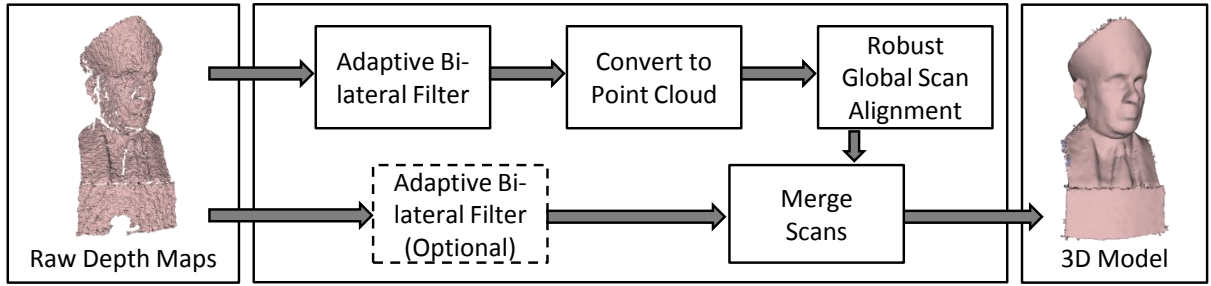 Raw Depth Maps
Adaptive Bi-
lateral Filter
Convert to
Point Cloud
Robust
Global Scan
Alignment
Adaptive Bi-
lateral Filter
(Optional)
Merge
Scans
3D Model